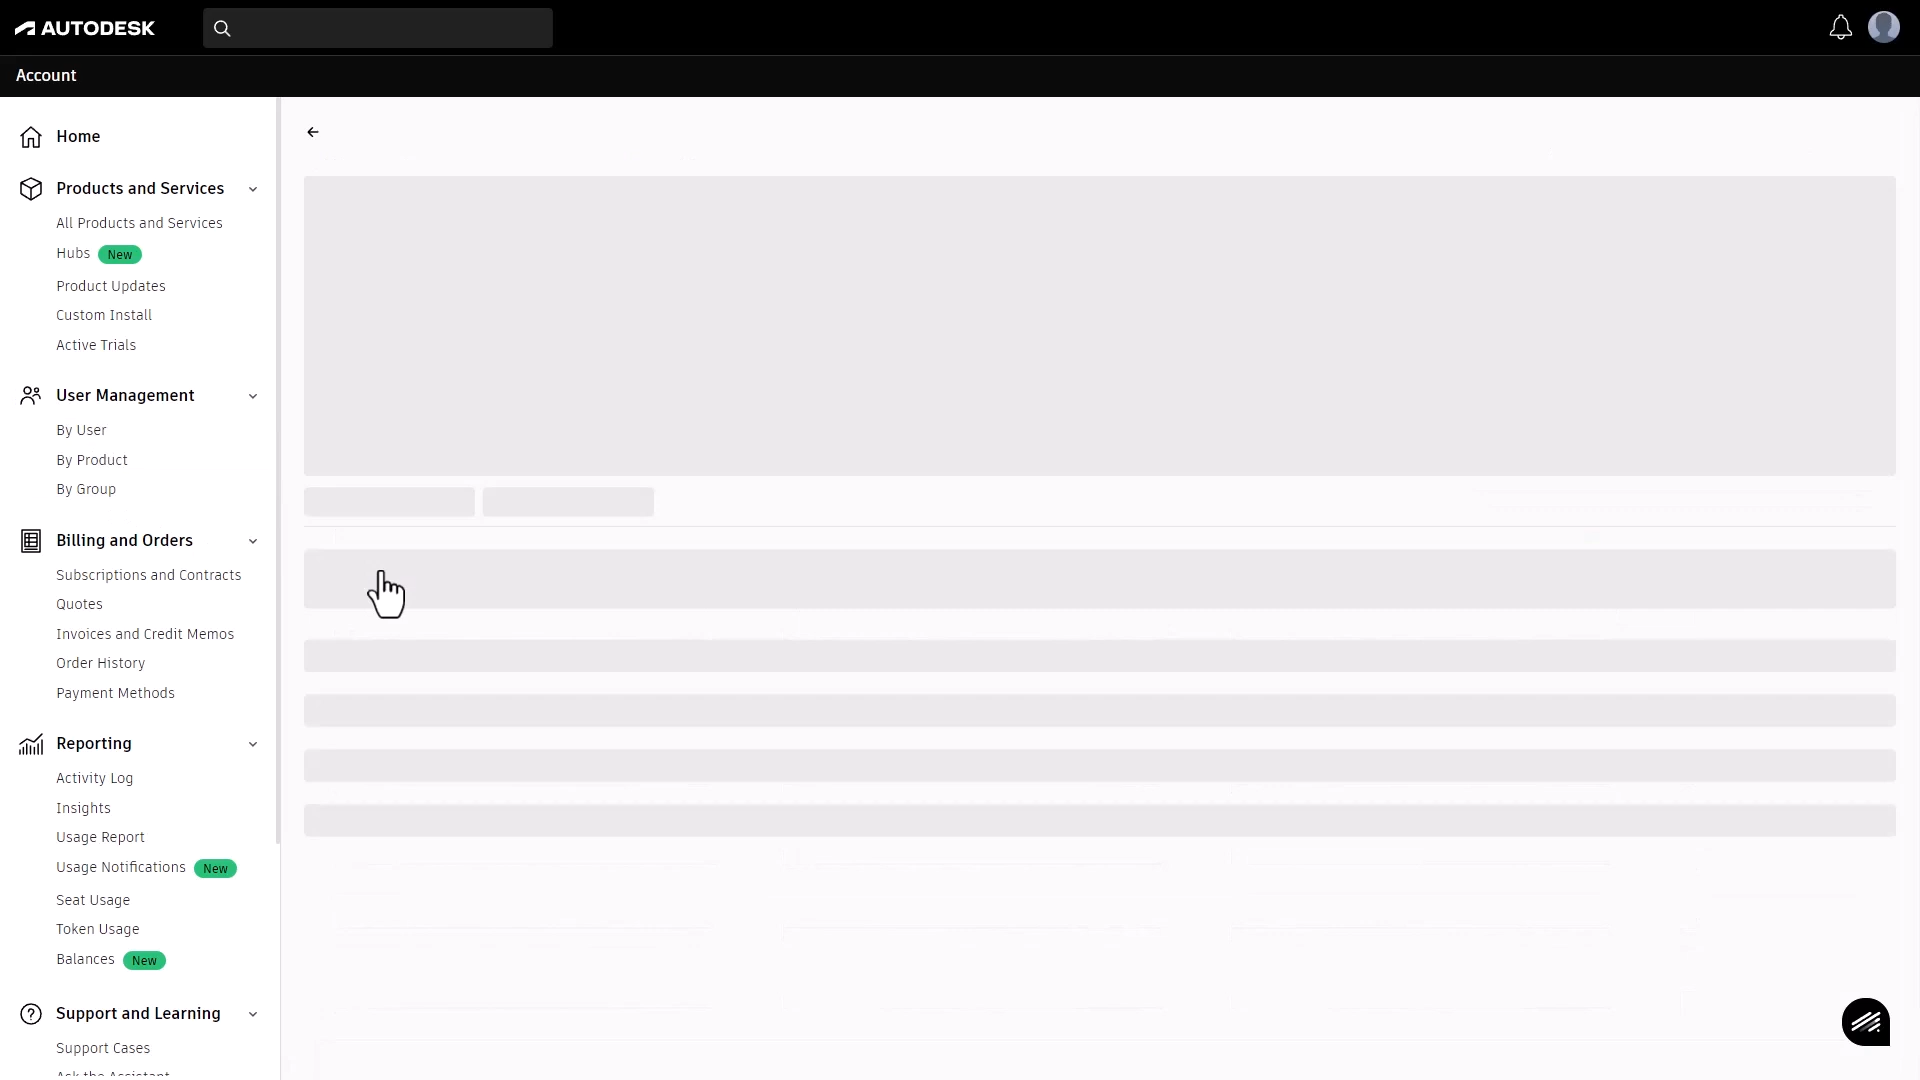 AUTODESK
Account
Home
Products and Services
All Products and Services
Hubs New
Product Updates
Custom Install
Active Trials
User Management
By User
By Product
By Group
Billing and Orders
Subscriptions and Contracts
Quotes
Invoices and Credit Memos
Order History
Payment Methods
Reporting
Activity Log
Insights
Usage Report
Usage Notifications New
Seat Usage
Token Usage
Balances New
Support and Learning
Support Cases
Ask the Assistant